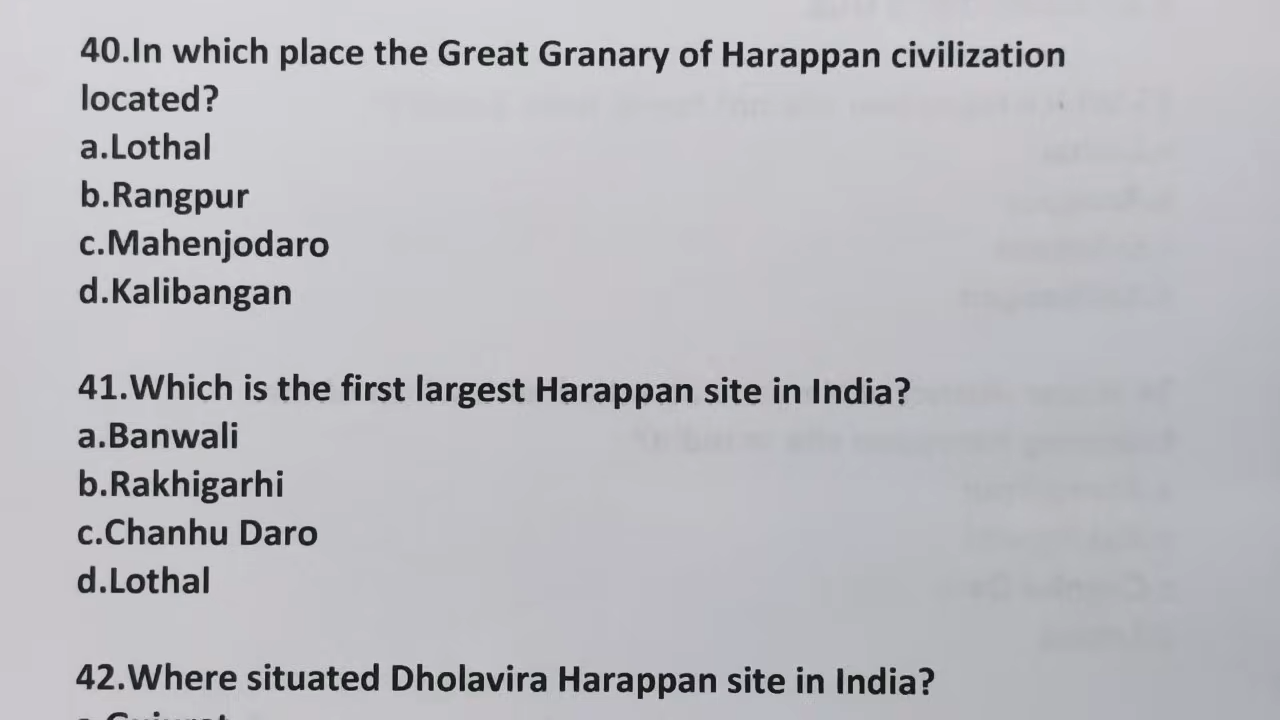 40.In which place the Great Granary of Harappan civilization
located?
a.Lothal
b.Rangpur
c.Mahenjodaro
d.Kalibangan
41.Which is the first largest Harappan site in India?
a.Banwali
b.Rakhigarhi
c.Chanhu Daro
d.Lothal
42.Where situated Dholavira Harappan site in India?
a.Gujurat